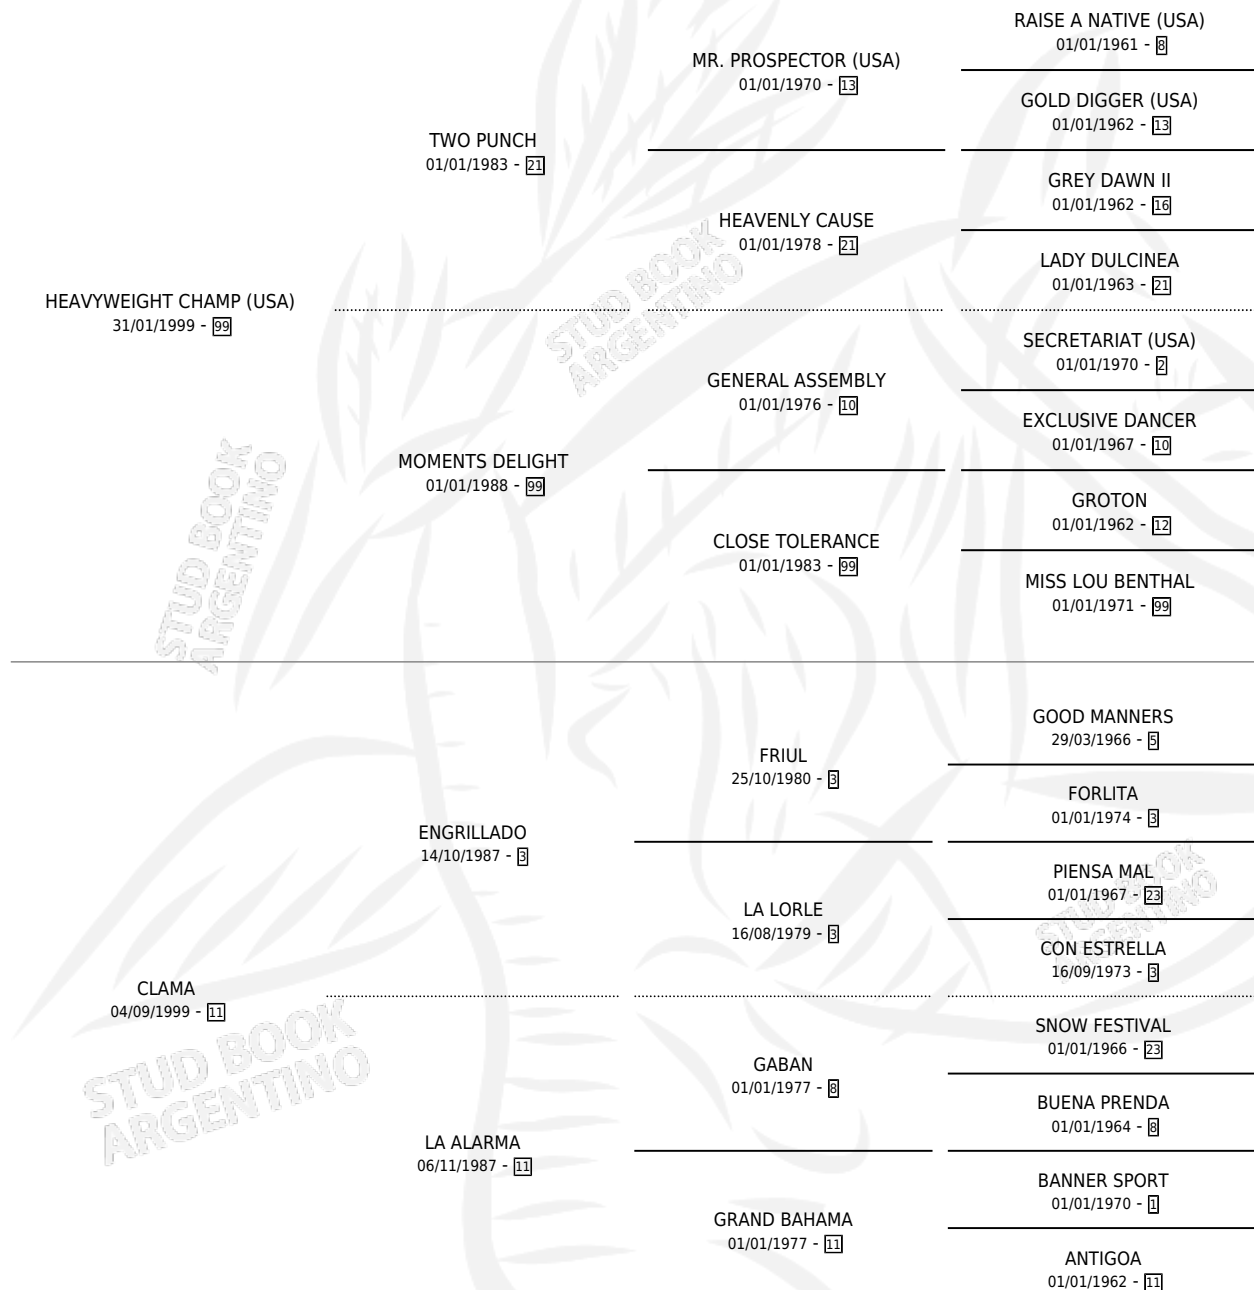 RAISE A NATIVE (USA)
01/01/1961 - 8
MR. PROSPECTOR (USA)
01/01/1970 - 13
GOLD DIGGER (USA)
01/01/1962 - 13
TWO PUNCH
01/01/1983 - 21
GREY DAWN II
01/01/1962 - 16
HEAVENLY CAUSE
01/01/1978 - 21
LADY DULCINEA
01/01/1963 - 21
HEAVYWEIGHT CHAMP (USA)
31/01/1999 - 99
SECRETARIAT (USA)
01/01/1970 - 2
GENERAL ASSEMBLY
01/01/1976 - 10
EXCLUSIVE DANCER
01/01/1967 - 10
MOMENTS DELIGHT
01/01/1988 - 99
GROTON
01/01/1962 - 12
CLOSE TOLERANCE
01/01/1983 - 99
MISS LOU BENTHAL
01/01/1971 - 99
GOOD MANNERS
29/03/1966 - 5
FRIUL
25/10/1980 - 3
FORLITA
01/01/1974 - 3
ENGRILLADO
14/10/1987 - 3
PIENSA MAL
01/01/1967 - 23
LA LORLE
16/08/1979 - 3
CON ESTRELLA
16/09/1973 - 3
CLAMA
04/09/1999 - 11
SNOW FESTIVAL
01/01/1966 - 23
GABAN
01/01/1977 - 8
BUENA PRENDA
01/01/1964 - 8
LA ALARMA
06/11/1987 - 11
BANNER SPORT
01/01/1970 - 1
GRAND BAHAMA
01/01/1977 - 11
ANTIGOA
01/01/1962 - 11
STUD BOOK
ARGENTINO
STUD BOOK
ARGENTINO
STUD BOOK
ARGENTINO
STUD BOOK
ARGENTINO